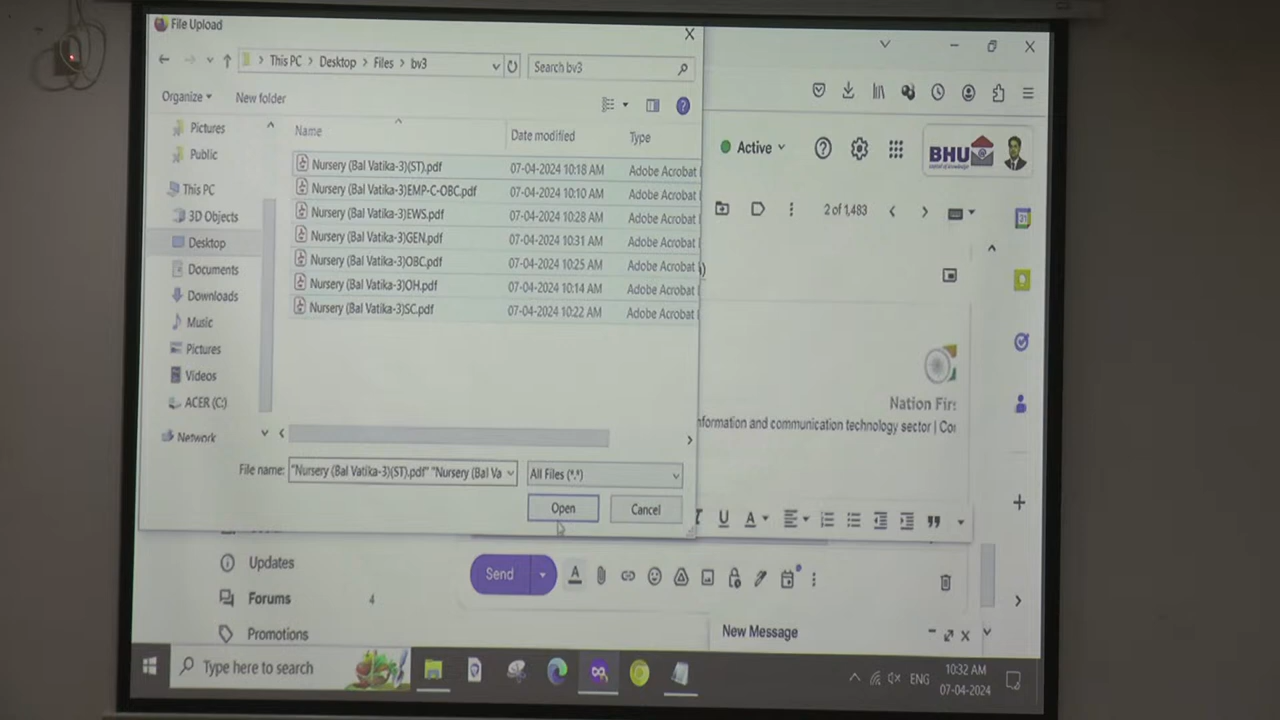 File Upload
This PC > Desktop > Files > bv3
Search bv3
Organize
New folder
Name
Date modified
Type
Pictures
Public
This PC
3D Objects
Desktop
Documents
Downloads
Music
Pictures
Videos
ACER (C:)
Network
Nursery (Bal Vatika-3)(ST).pdf 07-04-2024 10:18 AM Adobe Acrobat
Nursery (Bal Vatika-3)EMP-C-OBC.pdf 07-04-2024 10:10 AM Adobe Acrobat
Nursery (Bal Vatika-3)EWS.pdf 07-04-2024 10:28 AM Adobe Acrobat
Nursery (Bal Vatika-3)GEN.pdf 07-04-2024 10:31 AM Adobe Acrobat
Nursery (Bal Vatika-3)OBC.pdf 07-04-2024 10:25 AM Adobe Acrobat
Nursery (Bal Vatika-3)OH.pdf 07-04-2024 10:14 AM Adobe Acrobat
Nursery (Bal Vatika-3)SC.pdf 07-04-2024 10:22 AM Adobe Acrobat
File name: "Nursery (Bal Vatika-3)(ST).pdf" "Nursery (Bal Va
All Files (*.*)
Open
Cancel
Active
BHU
2 of 1,483
31
Nation Firs
nformation and communication technology sector | Cor
U A
Send
A
Updates
Forums 4
Promotions
New Message
Type here to search
ENG
10:32 AM
07-04-2024